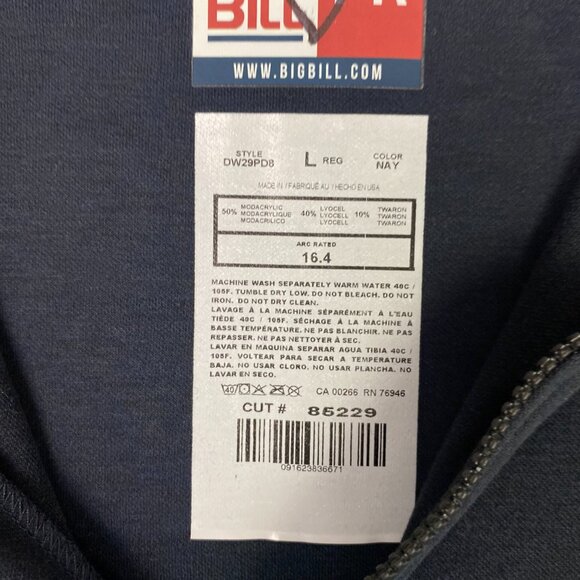 BILL
WWW.BIGBILL.COM
STYLE
DW29PD8
L REG
COLOR
NAY
MADE IN / FABRIQUÉ AU / HECHO EN USA
50% MODACRYLIC MODACRYLIQUE MODACRILICO 40% LYOCEL LYOCELL LYOCELL 10% TWARON TWARON TWARON
ARC RATED
16.4
MACHINE WASH SEPARATELY WARM WATER 40C /
105F. TUMBLE DRY LOW. DO NOT BLEACH. DO NOT
IRON. DO NOT DRY CLEAN.
LAVAGE À LA MACHINE SÉPARÉMENT À L'EAU
TIÈDE 40C / 105F. SÉCHAGE À LA MACHINE À
BASSE TEMPÉRATURE. NE PAS BLANCHIR. NE PAS
REPASSER. NE PAS NETTOYER À SEC.
LAVAR EN MAQUINA SEPARAR AGUA TIBIA 40C /
105F. VOLTEAR PARA SECAR A TEMPERATURE
BAJA. NO USAR CLORO. NO USAR PLANCHA. NO
LAVAR EN SECO.
40 CA 00266 RN 76946
CUT # 85229
091623836671